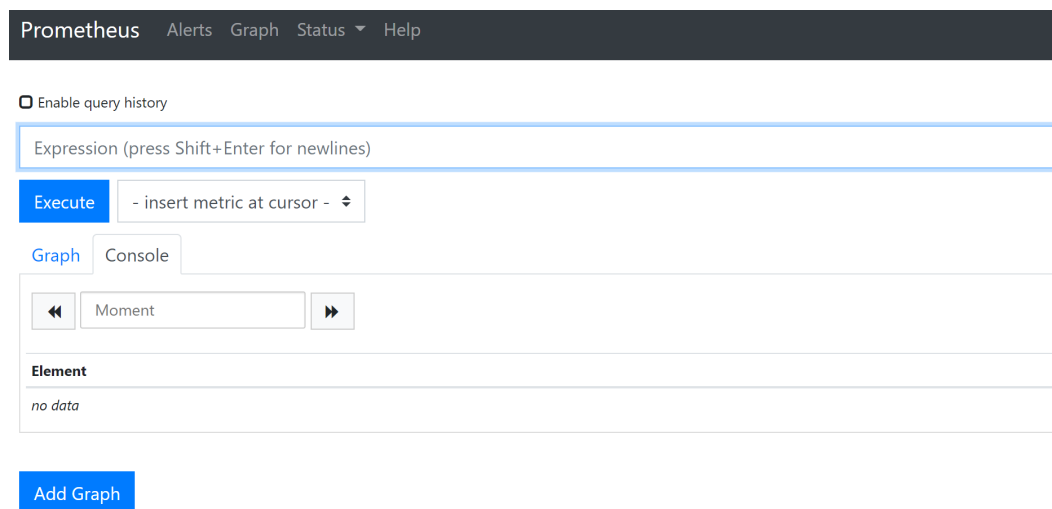 Prometheus Alerts Graph Status Help
Enable query history
Expression (press Shift+Enter for newlines)
Execute - insert metric at cursor -
Graph Console
Moment
Element
no data
Add Graph